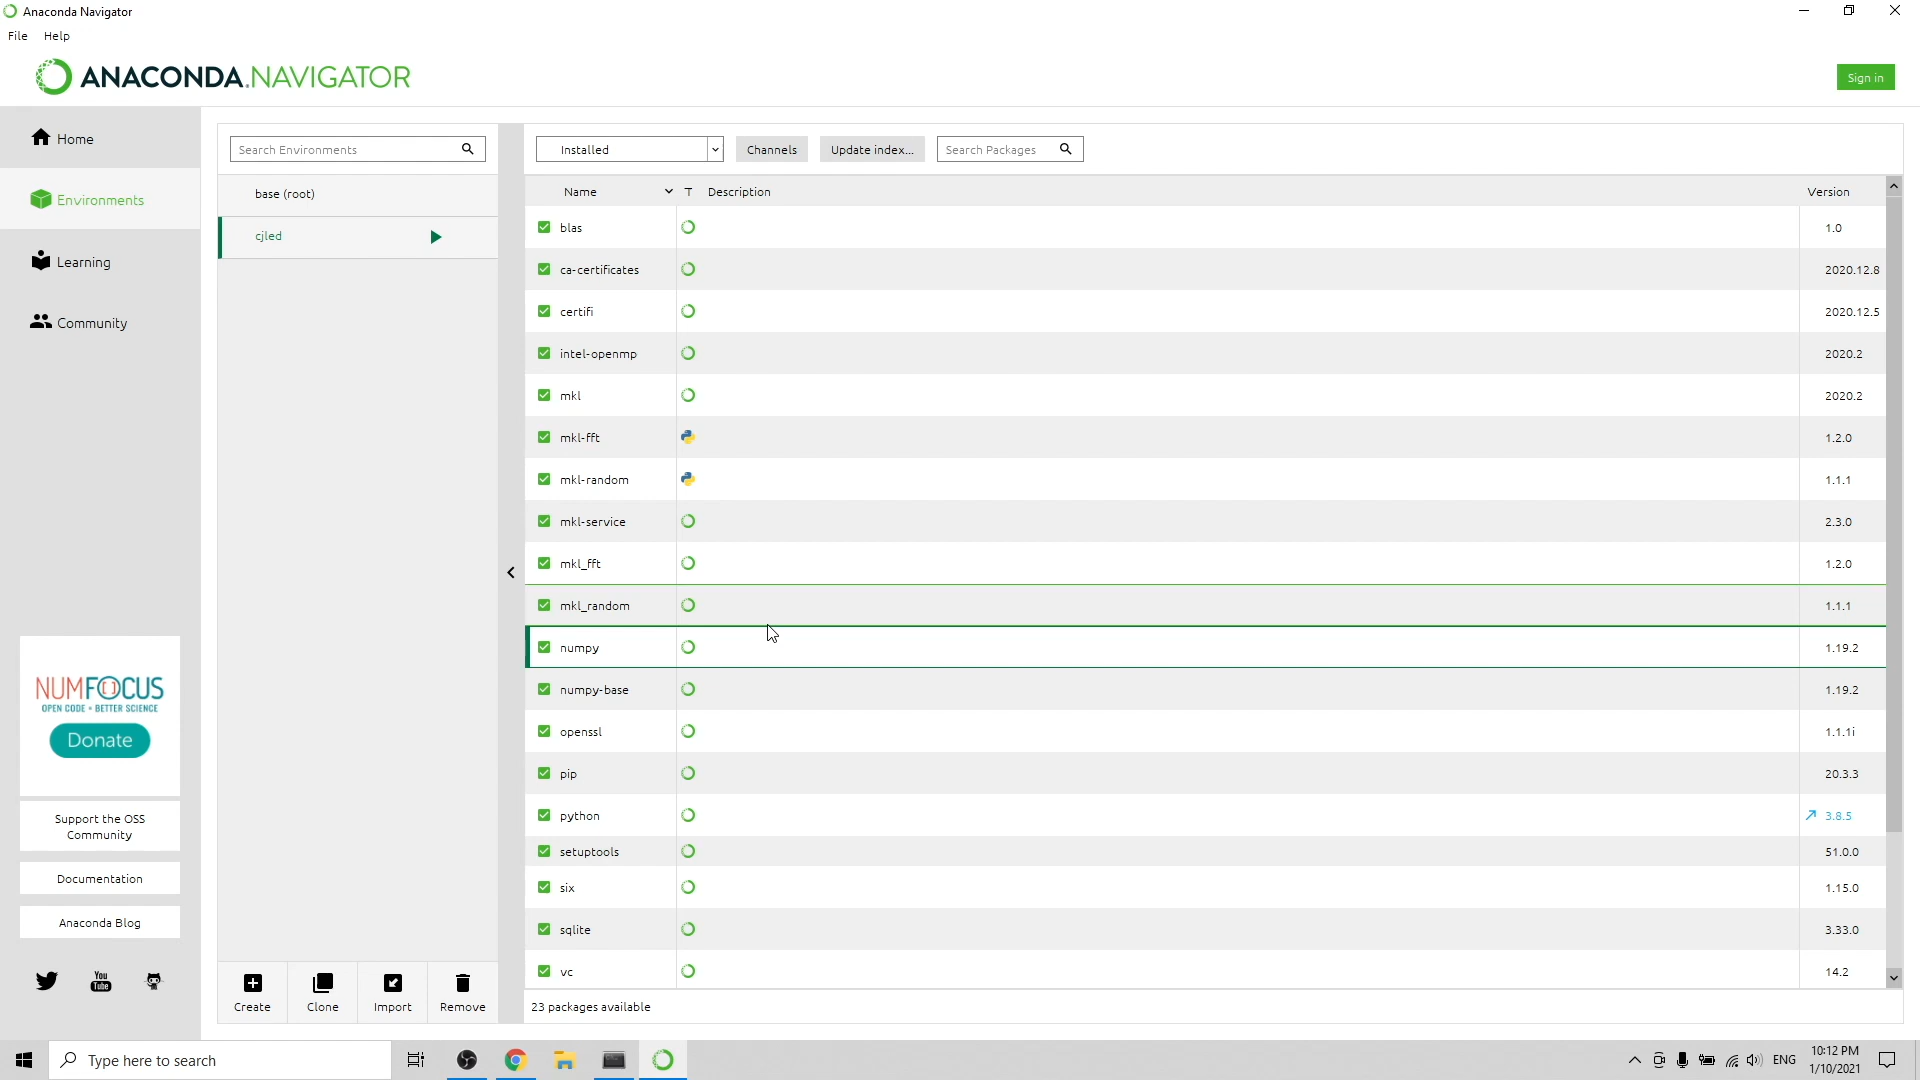 Anaconda Navigator
File Help
ANACONDA.NAVIGATOR
Sign in
Home
Environments
Learning
Community
NUMFOCUS
OPEN CODE = BETTER SCIENCE
Donate
Support the OSS
Community
Documentation
Anaconda Blog
You
Tube
Search Environments
base (root)
cjled
Create Clone Import Remove
Installed Channels Update index... Search Packages
Name T Description Version
blas 1.0
ca-certificates 2020.12.8
certifi 2020.12.5
intel-openmp 2020.2
mkl 2020.2
mkl-fft 1.2.0
mkl-random 1.1.1
mkl-service 2.3.0
mkl_fft 1.2.0
mkl_random 1.1.1
numpy 1.19.2
numpy-base 1.19.2
openssl 1.1.1i
pip 20.3.3
python 3.8.5
setuptools 51.0.0
six 1.15.0
sqlite 3.33.0
vc 14.2
23 packages available
Type here to search
ENG
10:12 PM
1/10/2021